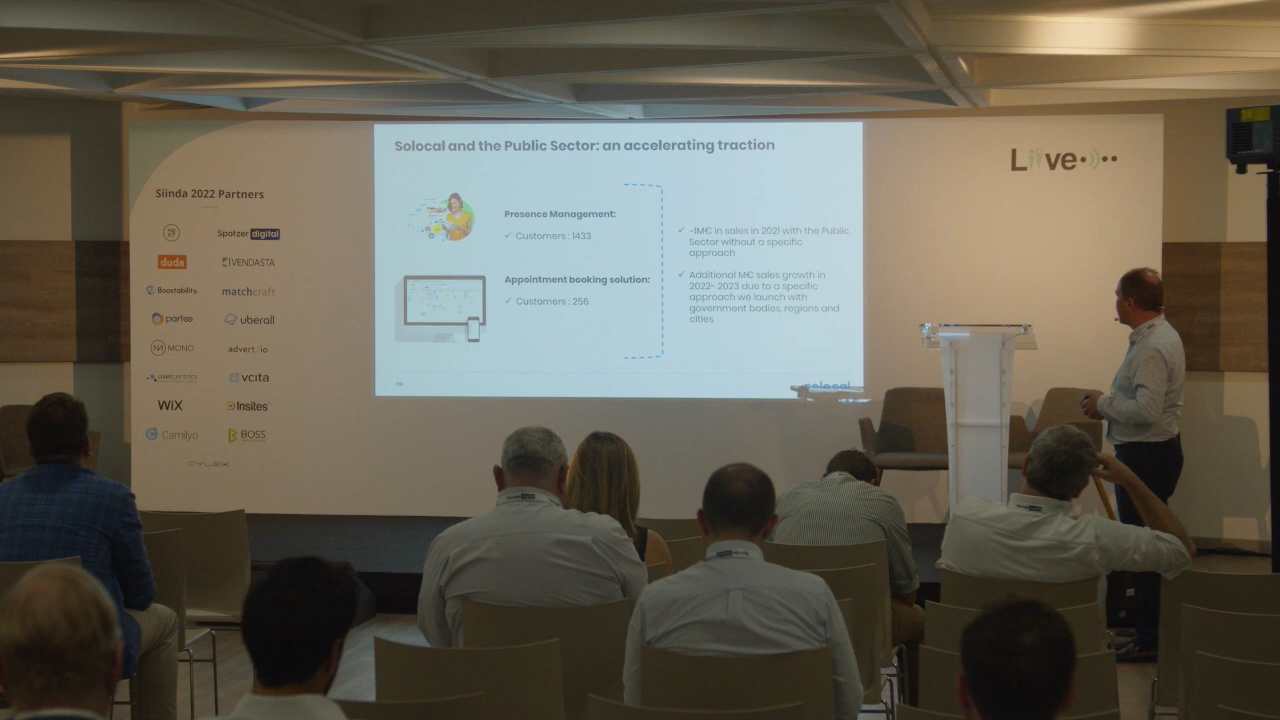 Solocal and the Public Sector: an accelerating traction
Presence Management:
✓ Customers : 1433
Appointment booking solution:
✓ Customers : 256
✓ ~1M€ in sales in 2021 with the Public
Sector without a specific
approach
✓ Additional M€ sales growth in
2022- 2023 due to a specific
approach we launch with
government bodies, regions and
cities
solocal
Siinda 2022 Partners
Spotzer digital
duda
VENDASTA
Boostability.
matchcraft
partoo
uberall
MONO
advert/io
usercentrics
vcita
WiX
Insites
Camilyo
BOSS
Liive